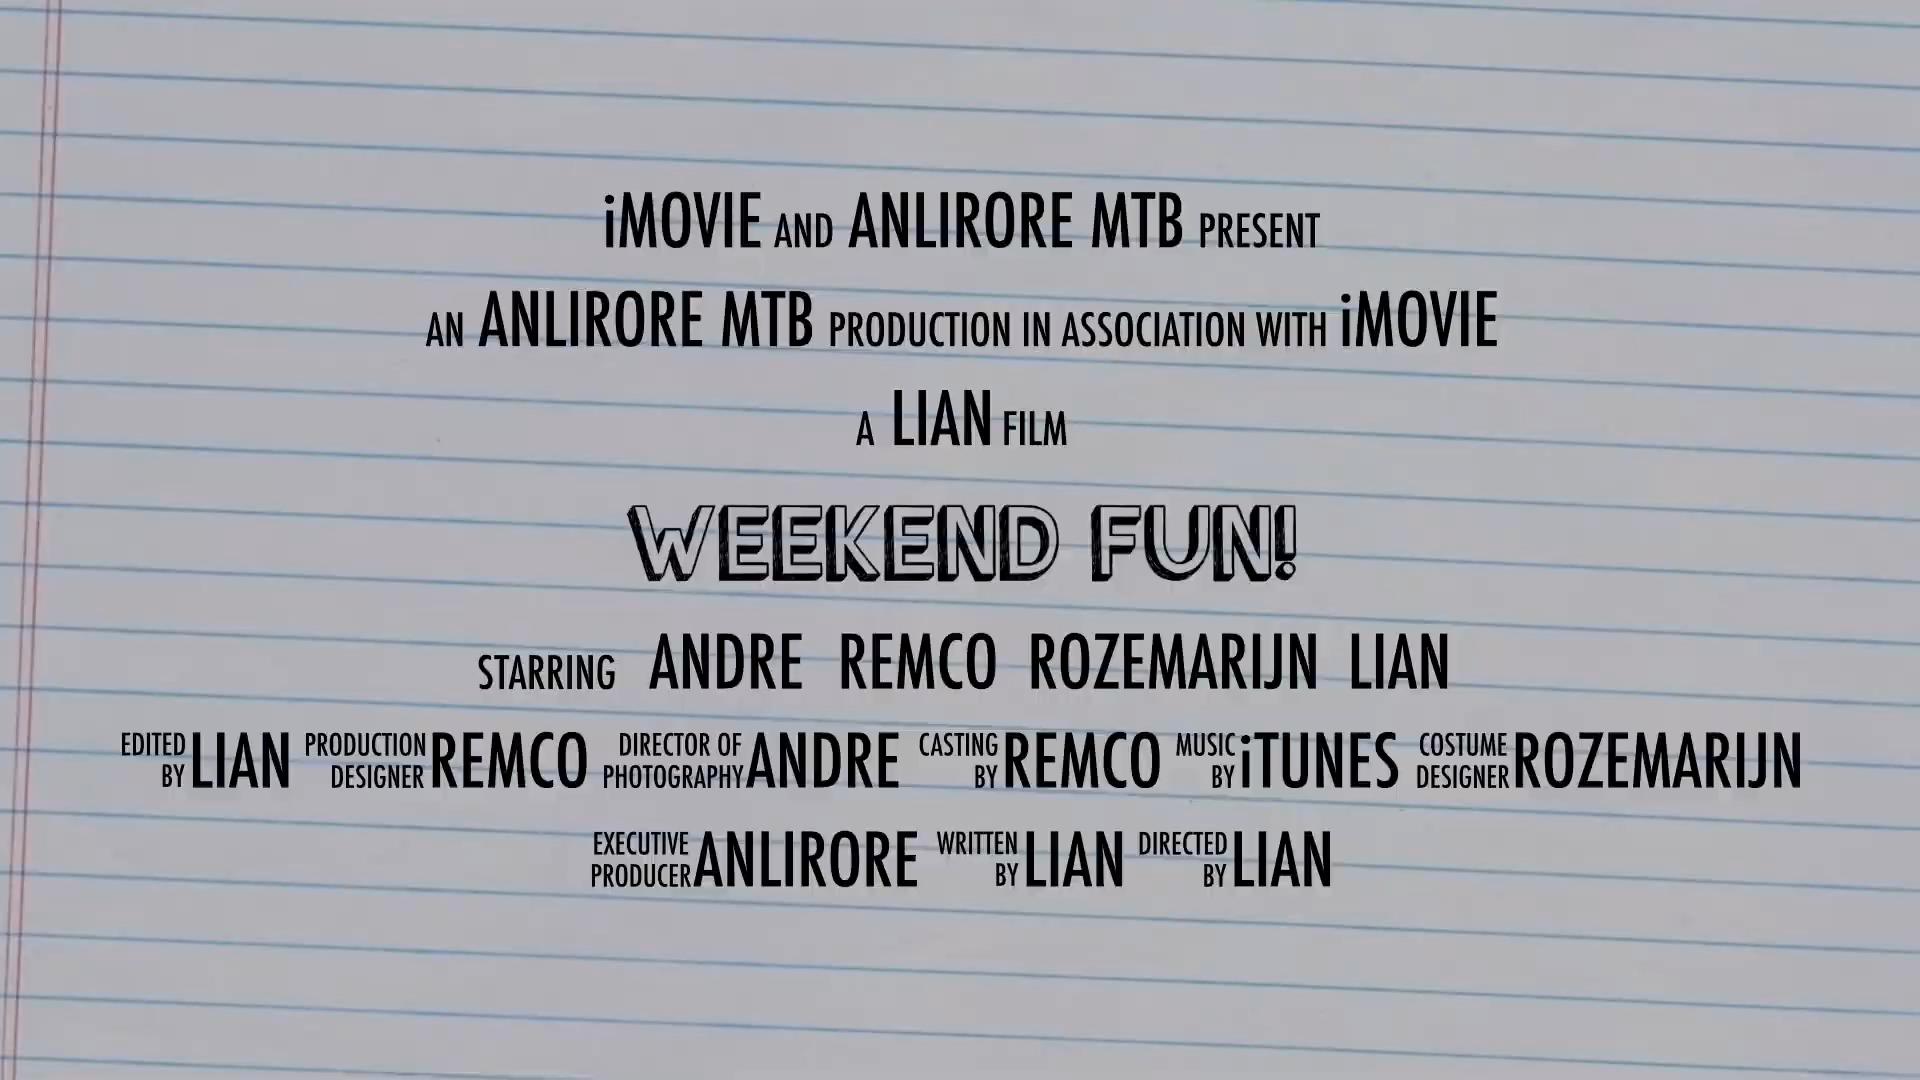 iMOVIE AND ANLIRORE MTB PRESENT
AN ANLIRORE MTB PRODUCTION IN ASSOCIATION WITH iMOVIE
A LIAN FILM
WEEKEND FUN!
STARRING ANDRE REMCO ROZEMARIJN LIAN
EDITED BY LIAN PRODUCTION DESIGNER REMCO DIRECTOR OF PHOTOGRAPHY ANDRE CASTING BY REMCO MUSIC BY iTUNES COSTUME DESIGNER ROZEMARIJN
EXECUTIVE PRODUCER ANLIRORE WRITTEN BY LIAN DIRECTED BY LIAN